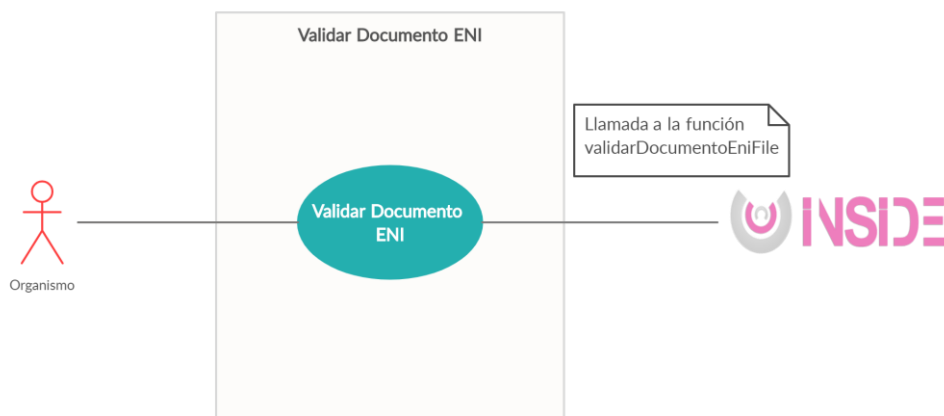 Validar Documento ENI
Llamada a la función
validarDocumentoEniFile
Validar Documento
ENI
INSIDE
Organismo